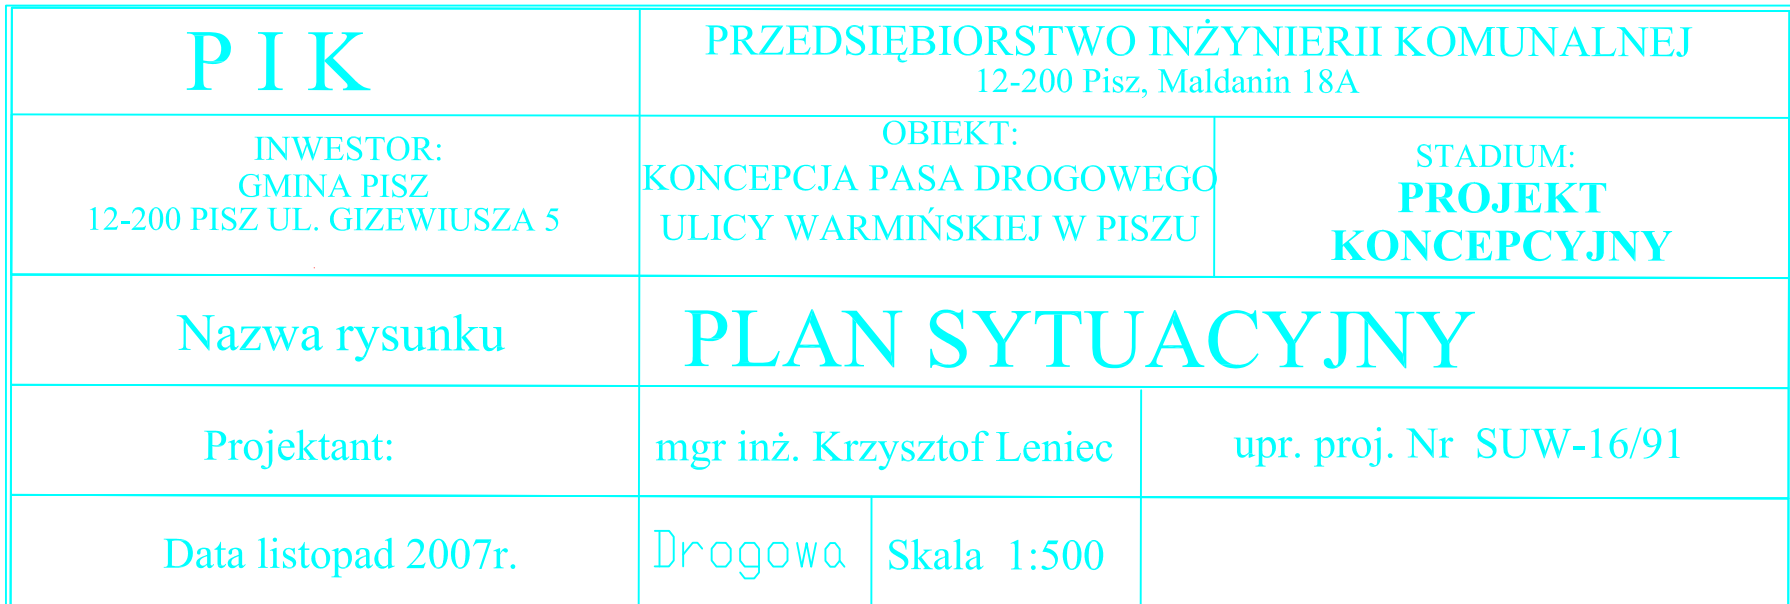 P I K
PRZEDSIĘBIORSTWO INŻYNIERII KOMUNALNEJ
12-200 Pisz, Maldanin 18A
INWESTOR:
GMINA PISZ
12-200 PISZ UL. GIZEWIUSZA 5
OBIEKT:
KONCEPCJA PASA DROGOWEGO
ULICY WARMIŃSKIEJ W PISZU
STADIUM:
PROJEKT
KONCEPCYJNY
Nazwa rysunku
PLAN SYTUACYJNY
Projektant:
mgr inż. Krzysztof Leniec
upr. proj. Nr SUW-16/91
Data listopad 2007r.
Drogowa
Skala 1:500